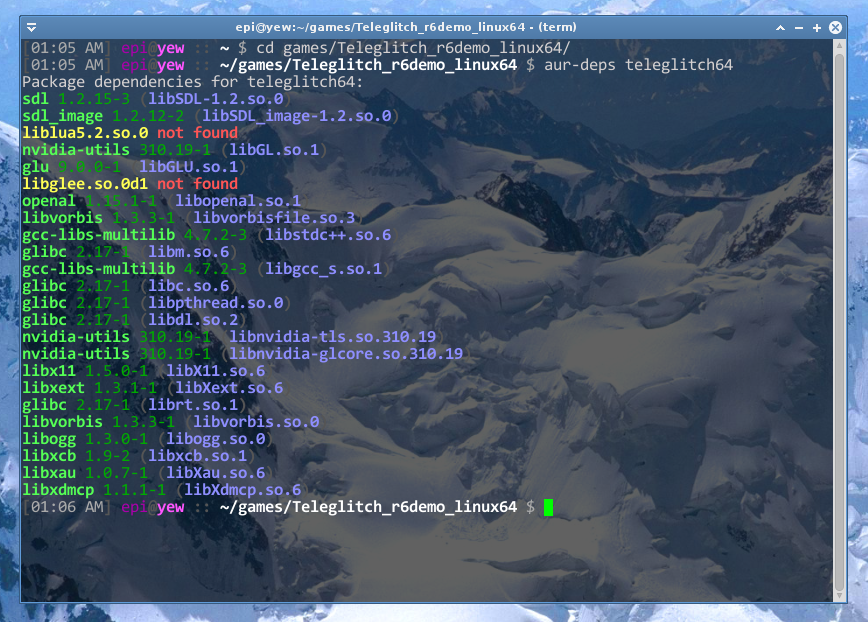 epi@yew:~/games/Teleglitch_r6demo_linux64 - (term)
[01:05 AM] epi@yew :: ~ $ cd games/Teleglitch_r6demo_linux64/
[01:05 AM] epi@yew :: ~/games/Teleglitch_r6demo_linux64 $ aur-deps teleglitch64
Package dependencies for teleglitch64:
sdl 1.2.15-3 (libSDL-1.2.so.0)
sdl_image 1.2.12-2 (libSDL_image-1.2.so.0)
liblua5.2.so.0 not found
nvidia-utils 310.19-1 (libGL.so.1)
glu 9.0.0-1 (libGLU.so.1)
libglee.so.0d1 not found
openal 1.15.1-1 (libopenal.so.1)
libvorbis 1.3.3-1 (libvorbisfile.so.3)
gcc-libs-multilib 4.7.2-3 (libstdc++.so.6)
glibc 2.17-1 (libm.so.6)
gcc-libs-multilib 4.7.2-3 (libgcc_s.so.1)
glibc 2.17-1 (libc.so.6)
glibc 2.17-1 (libpthread.so.0)
glibc 2.17-1 (libdl.so.2)
nvidia-utils 310.19-1 (libnvidia-tls.so.310.19)
nvidia-utils 310.19-1 (libnvidia-glcore.so.310.19)
libx11 1.5.0-1 (libX11.so.6)
libxext 1.3.1-1 (libXext.so.6)
glibc 2.17-1 (librt.so.1)
libvorbis 1.3.3-1 (libvorbis.so.0)
libogg 1.3.0-1 (libogg.so.0)
libxcb 1.9-2 (libxcb.so.1)
libxau 1.0.7-1 (libXau.so.6)
libxdmcp 1.1.1-1 (libXdmcp.so.6)
[01:06 AM] epi@yew :: ~/games/Teleglitch_r6demo_linux64 $